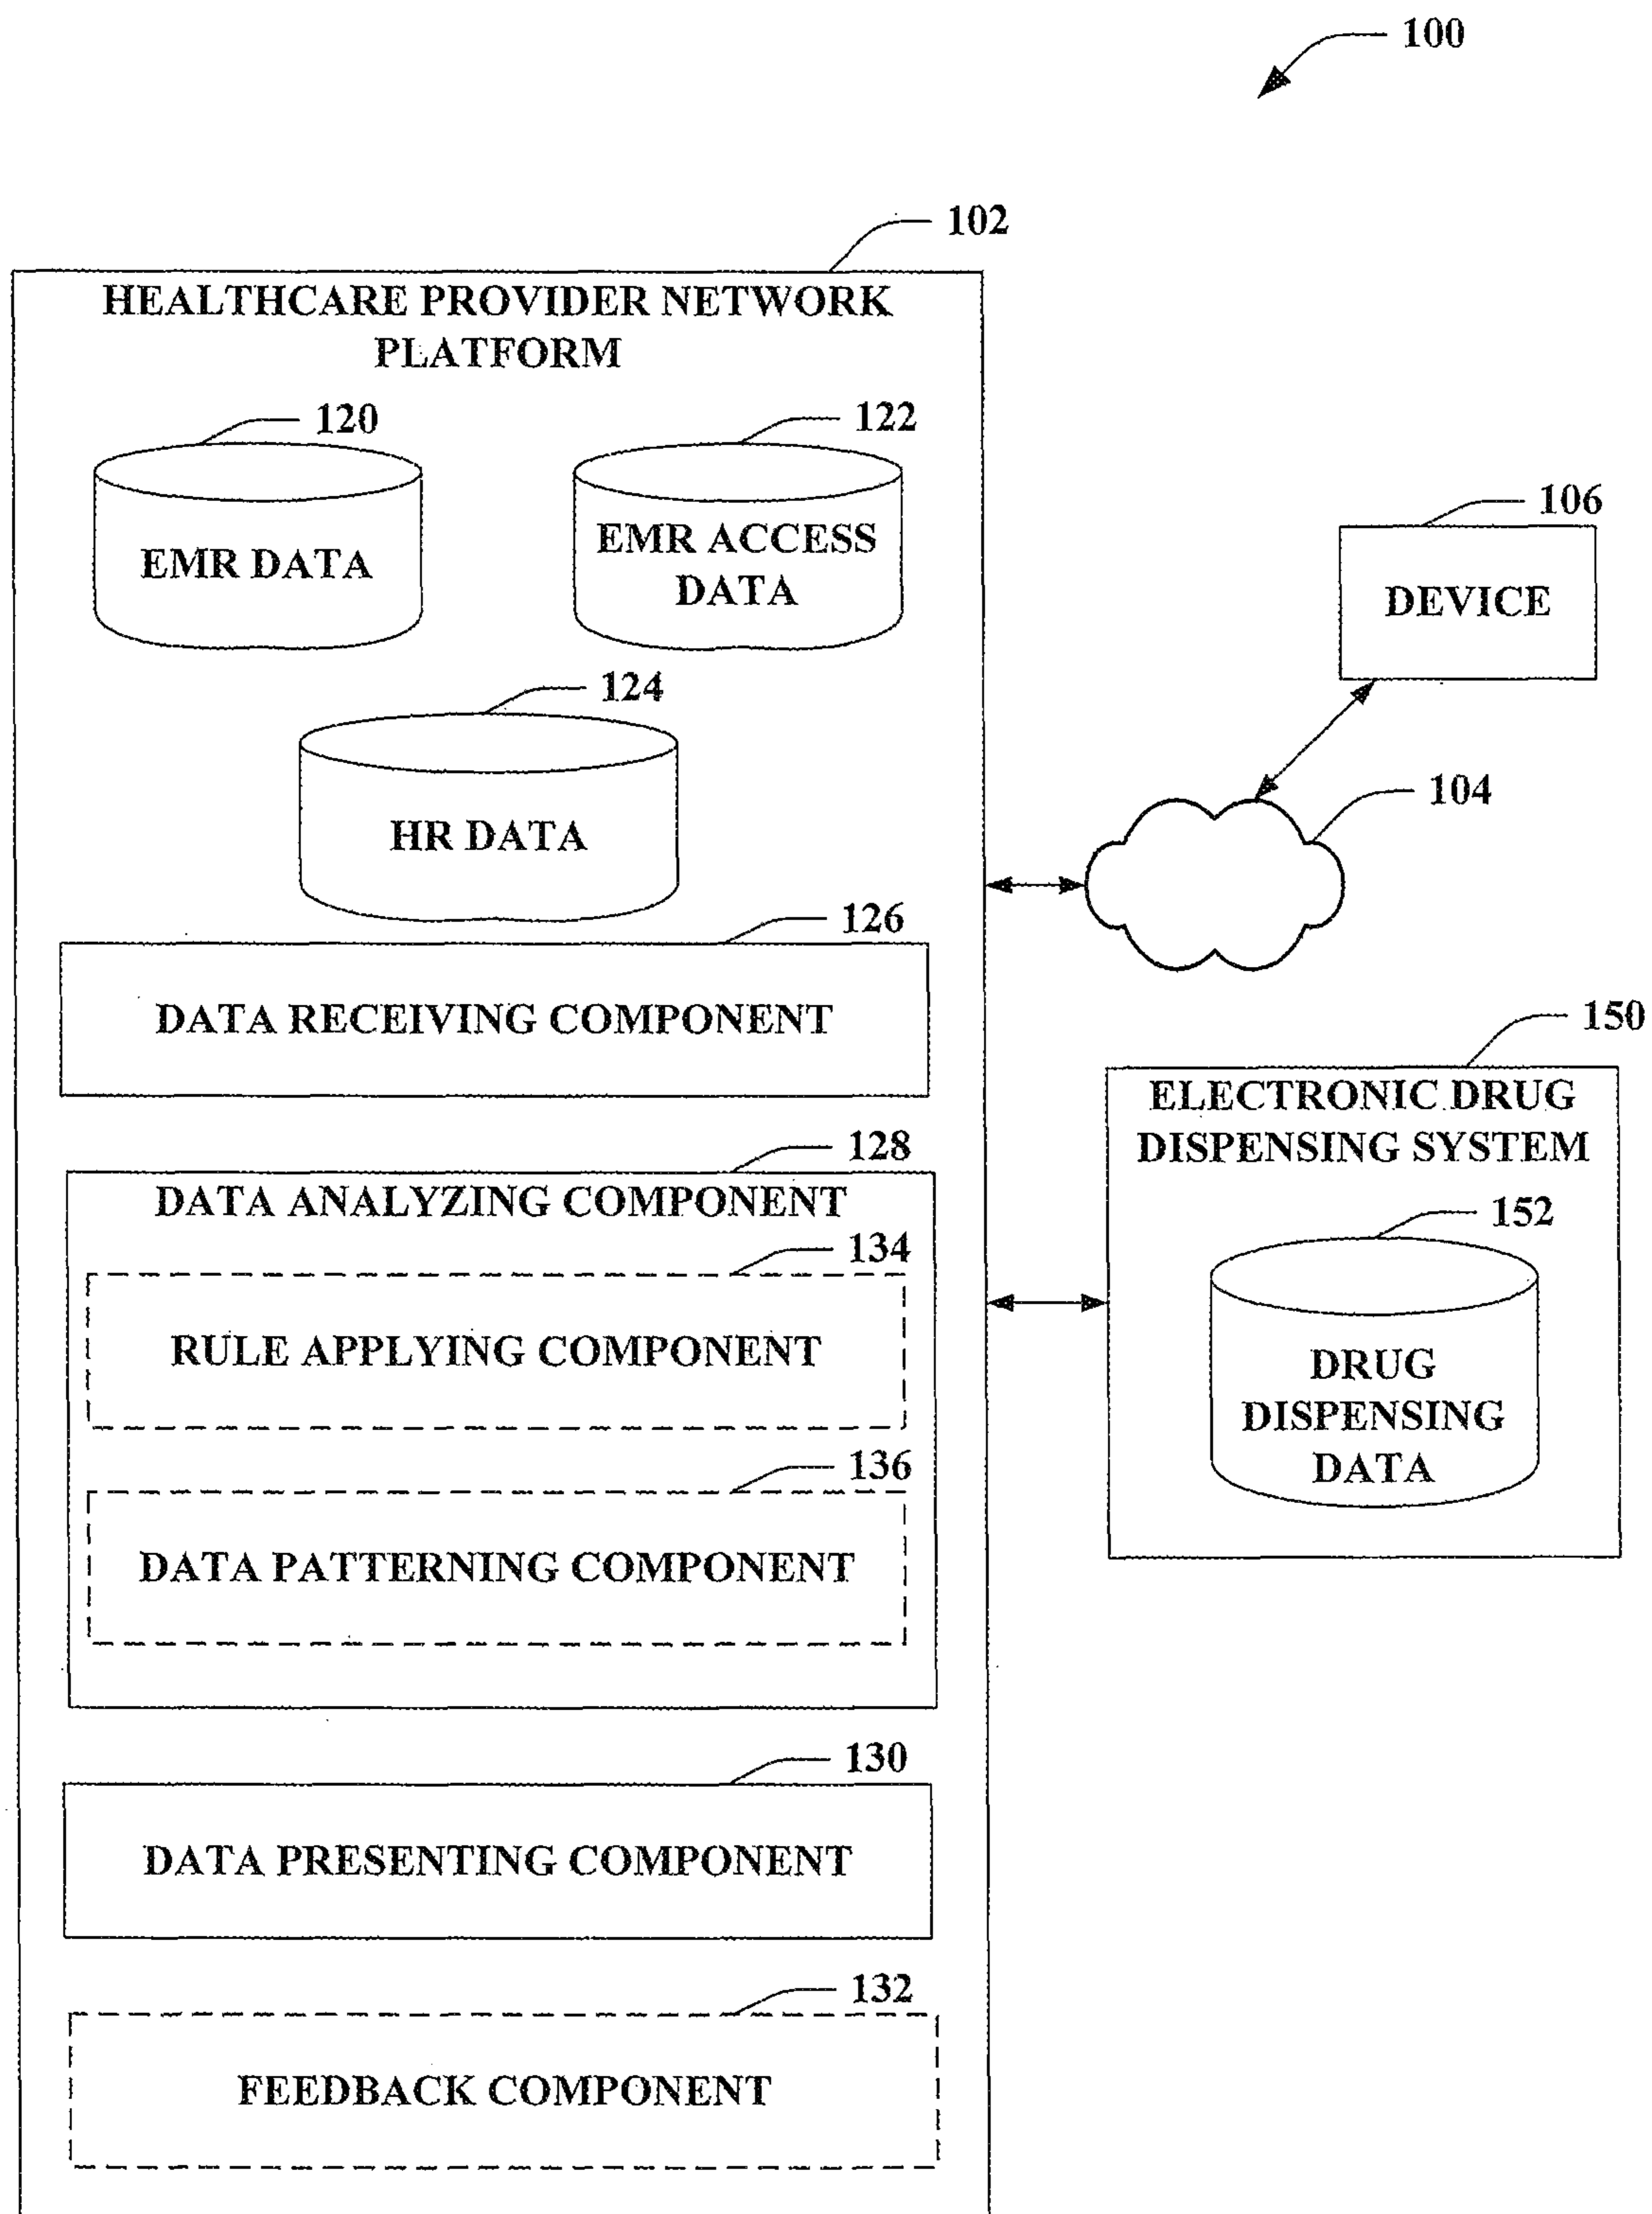 100
102
HEALTHCARE PROVIDER NETWORK
PLATFORM
120
122
EMR DATA
EMR ACCESS
DATA
124
HR DATA
126
DATA RECEIVING COMPONENT
128
DATA ANALYZING COMPONENT
134
RULE APPLYING COMPONENT
136
DATA PATTERNING COMPONENT
130
DATA PRESENTING COMPONENT
132
FEEDBACK COMPONENT
106
DEVICE
104
150
ELECTRONIC DRUG
DISPENSING SYSTEM
152
DRUG
DISPENSING
DATA